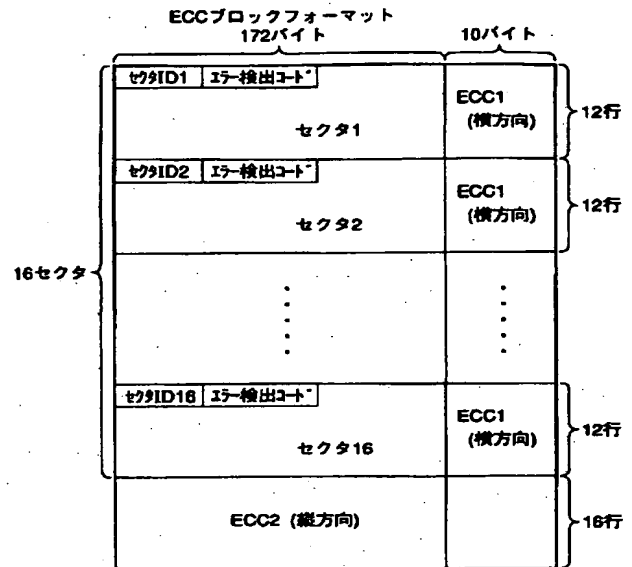 ECCブロックフォーマット
172バイト 10バイト
セクタID1 エラー検出コード
ECC1
(横方向)
12行
セクタ1
セクタID2 エラー検出コード
ECC1
(横方向)
12行
セクタ2
16セクタ
セクタID16 エラー検出コード
ECC1
(横方向)
12行
セクタ16
ECC2 (縦方向)
16行